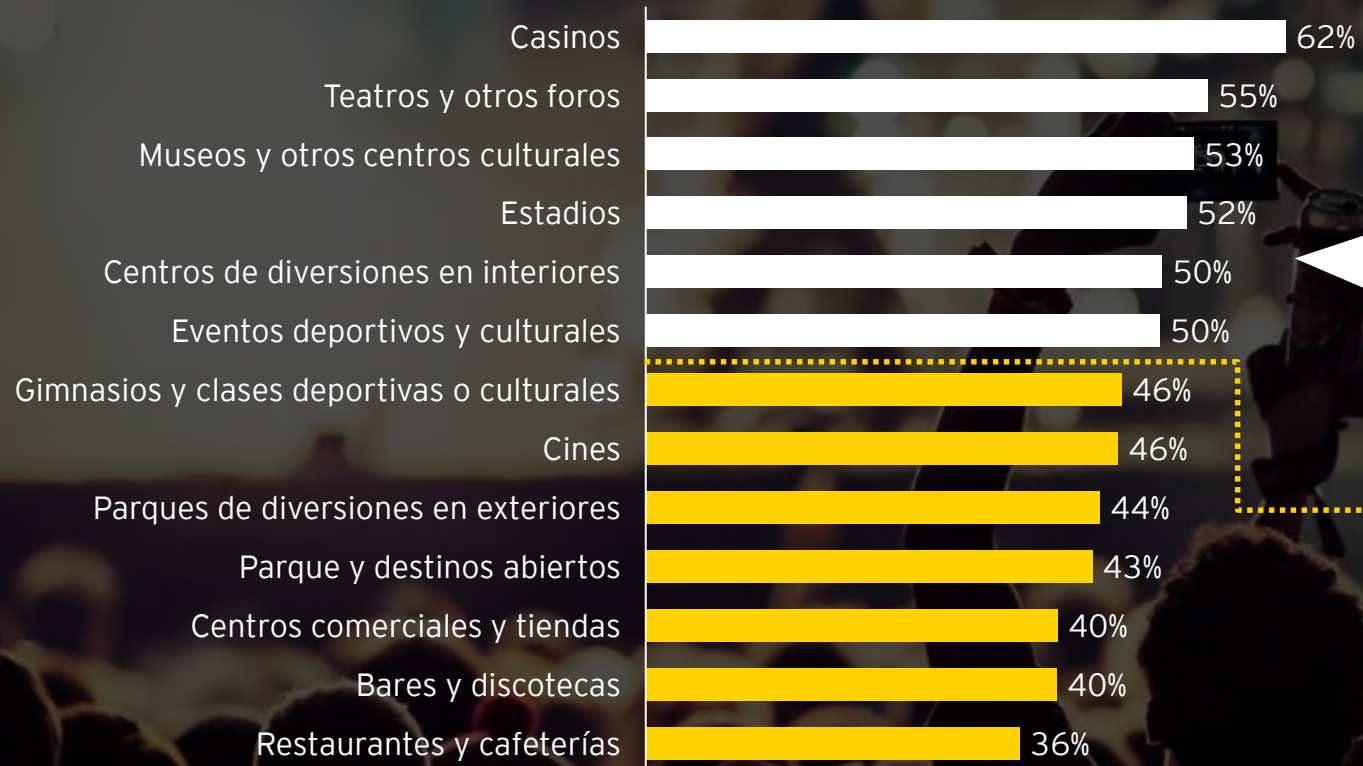 Casinos 62%
Teatros y otros foros 55%
Museos y otros centros culturales 53%
Estadios 52%
Centros de diversiones en interiores 50%
Eventos deportivos y culturales 50%
Gimnasios y clases deportivas o culturales 46%
Cines 46%
Parques de diversiones en exteriores 44%
Parque y destinos abiertos 43%
Centros comerciales y tiendas 40%
Bares y discotecas 40%
Restaurantes y cafeterías 36%